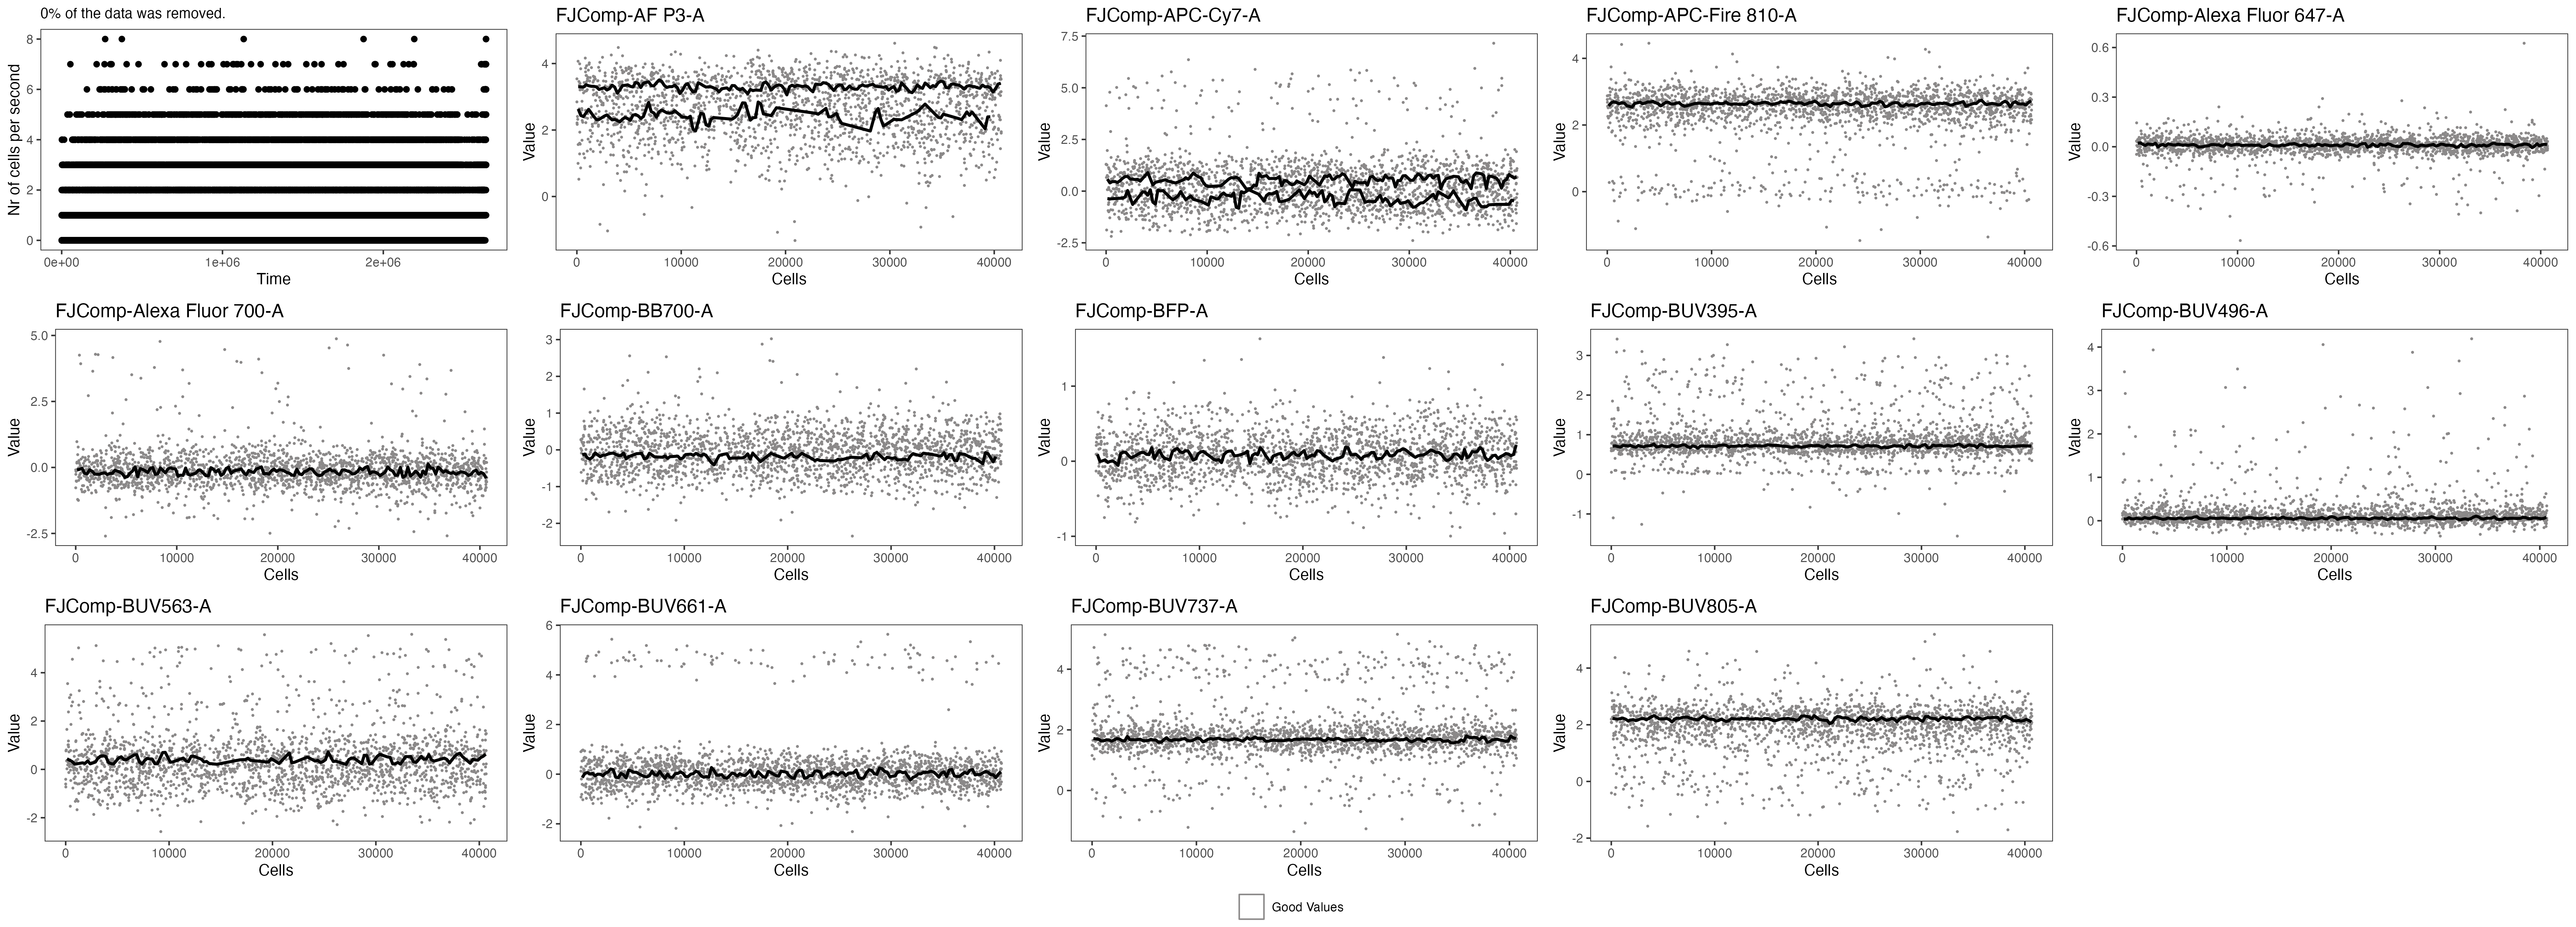 0% of the data was removed.
Nr of cells per second
8
6
4
2
0
0e+00 1e+06 2e+06
Time
FJComp-AF P3-A
Value
4
2
0
0 10000 20000 30000 40000
Cells
FJComp-APC-Cy7-A
Value
7.5
5.0
2.5
0.0
-2.5
0 10000 20000 30000 40000
Cells
FJComp-APC-Fire 810-A
Value
4
2
0
0 10000 20000 30000 40000
Cells
FJComp-Alexa Fluor 647-A
Value
0.6
0.3
0.0
-0.3
-0.6
0 10000 20000 30000 40000
Cells
FJComp-Alexa Fluor 700-A
Value
5.0
2.5
0.0
-2.5
0 10000 20000 30000 40000
Cells
FJComp-BB700-A
Value
3
2
1
0
-1
-2
0 10000 20000 30000 40000
Cells
FJComp-BFP-A
Value
1
0
-1
0 10000 20000 30000 40000
Cells
FJComp-BUV395-A
Value
3
2
1
0
-1
0 10000 20000 30000 40000
Cells
FJComp-BUV496-A
Value
4
3
2
1
0
0 10000 20000 30000 40000
Cells
FJComp-BUV563-A
Value
4
2
0
-2
0 10000 20000 30000 40000
Cells
FJComp-BUV661-A
Value
6
4
2
0
-2
0 10000 20000 30000 40000
Cells
FJComp-BUV737-A
Value
4
2
0
0 10000 20000 30000 40000
Cells
FJComp-BUV805-A
Value
4
2
0
-2
0 10000 20000 30000 40000
Cells
Good Values